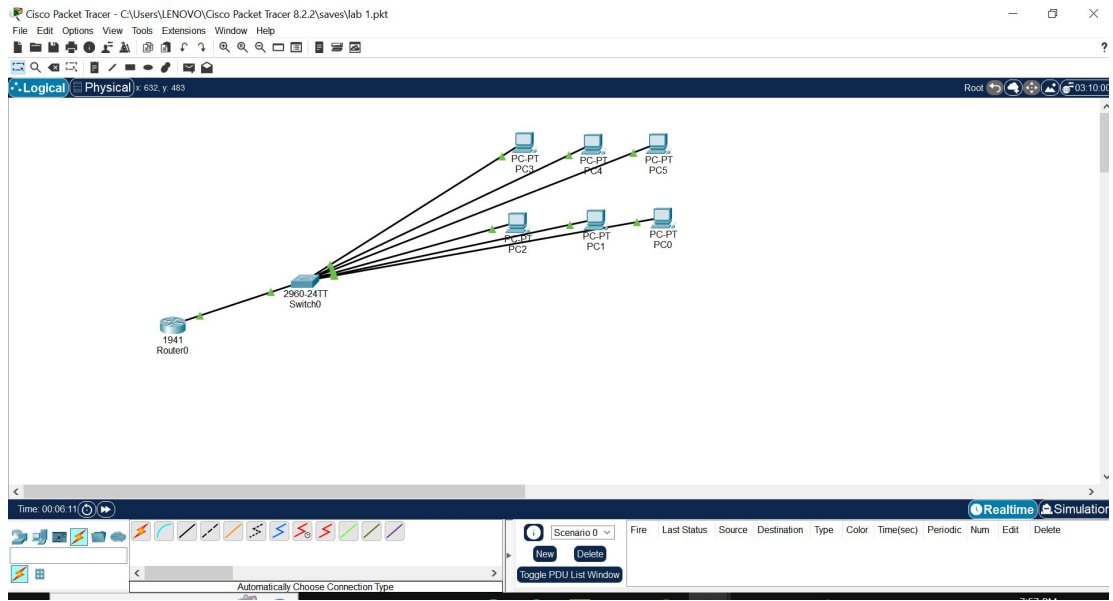 Cisco Packet Tracer - C:\Users\LENOVO\Cisco Packet Tracer 8.2.2\saves\lab 1.pkt
File Edit Options View Tools Extensions Window Help
?
Logical Physical x: 632, y: 483 Root 03:10:00
PC-PT
PC3
PC-PT
PC4
PC-PT
PC5
PC-PT
PC2
PC-PT
PC1
PC-PT
PC0
2960-24TT
Switch0
1941
Router0
Time: 00:06:11 Realtime Simulation
Scenario 0 Fire Last Status Source Destination Type Color Time(sec) Periodic Num Edit Delete
New Delete
Toggle PDU List Window
Automatically Choose Connection Type
7:57 PM